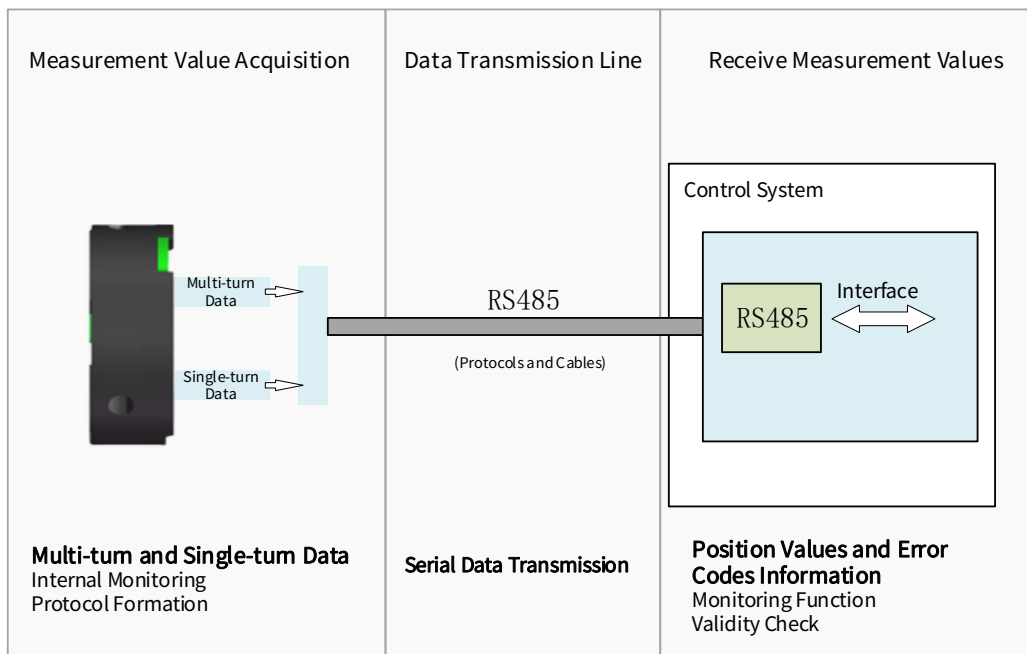 Measurement Value Acquisition
Data Transmission Line
Receive Measurement Values
Control System
Multi-turn
Data
Single-turn
Data
RS485
(Protocols and Cables)
RS485
Interface
Multi-turn and Single-turn Data
Internal Monitoring
Protocol Formation
Serial Data Transmission
Position Values and Error
Codes Information
Monitoring Function
Validity Check